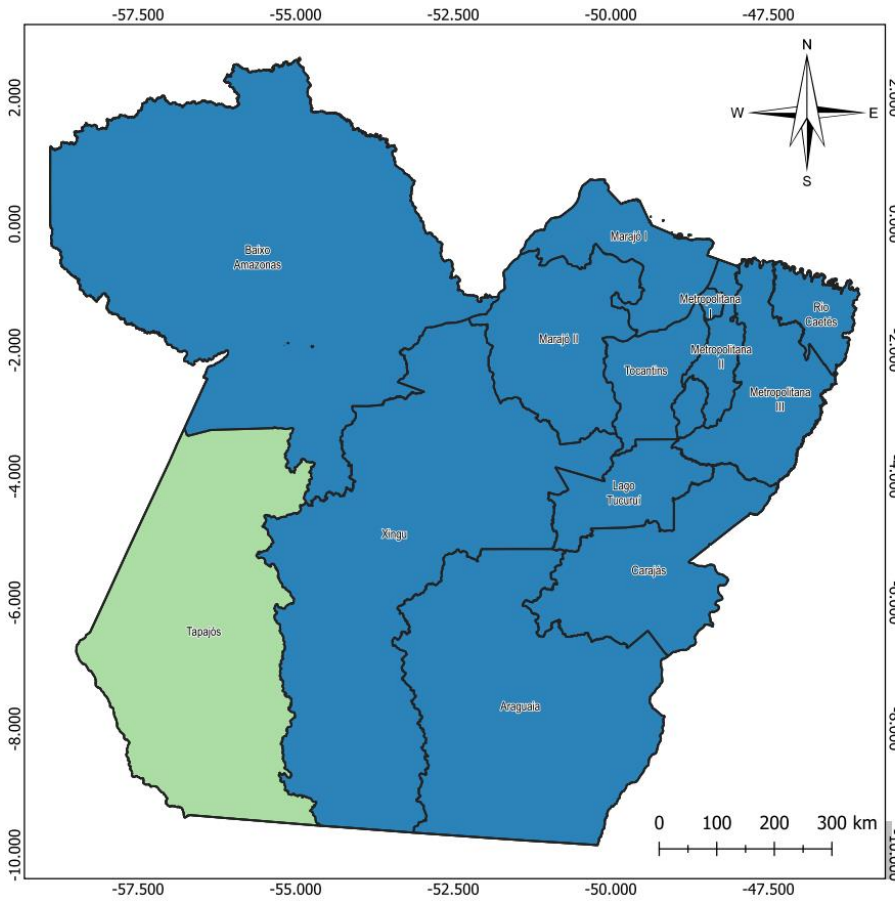 -57.500 -55.000 -52.500 -50.000 -47.500
N
W E
S
2.000
0.000
-2.000
-4.000
-6.000
-8.000
-10.000
Marajó I
Baixo
Amazonas
Metropolitana
I
Rio
Caetés
Marajó II
Metropolitana
II
Tocantins
Metropolitana
III
Lago
Tucuruí
Xingu
Carajás
Tapajós
Araguaia
0 100 200 300 km
-57.500 -55.000 -52.500 -50.000 -47.500